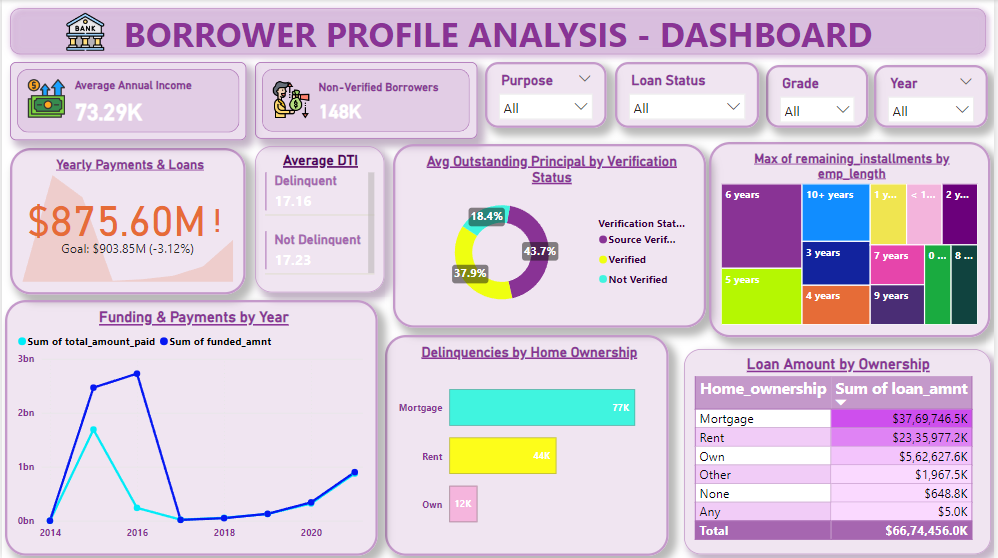 BANK
BORROWER PROFILE ANALYSIS - DASHBOARD
Average Annual Income
73.29K
Non-Verified Borrowers
148K
Purpose
All
Loan Status
All
Grade
All
Year
All
Yearly Payments & Loans
$875.60M!
Goal: $903.85M (-3.12%)
Average DTI
Delinquent
17.16
Not Delinquent
17.23
Avg Outstanding Principal by Verification
Status
18.4%
43.7%
37.9%
Verification Stat...
Source Verif...
Verified
Not Verified
Max of remaining_installments by
emp_length
6 years
10+ years
1 y...
< 1...
2 y...
3 years
7 years
0 ...
8 ...
5 years
4 years
9 years
Funding & Payments by Year
Sum of total_amount_paid Sum of funded_amnt
3bn
2bn
1bn
0bn
2014 2016 2018 2020
Delinquencies by Home Ownership
Mortgage 77K
Rent 44K
Own 12K
Loan Amount by Ownership
Home_ownership Sum of loan_amnt
Mortgage $37,69,746.5K
Rent $23,35,977.2K
Own $5,62,627.6K
Other $1,967.5K
None $648.8K
Any $5.0K
Total $66,74,456.0K